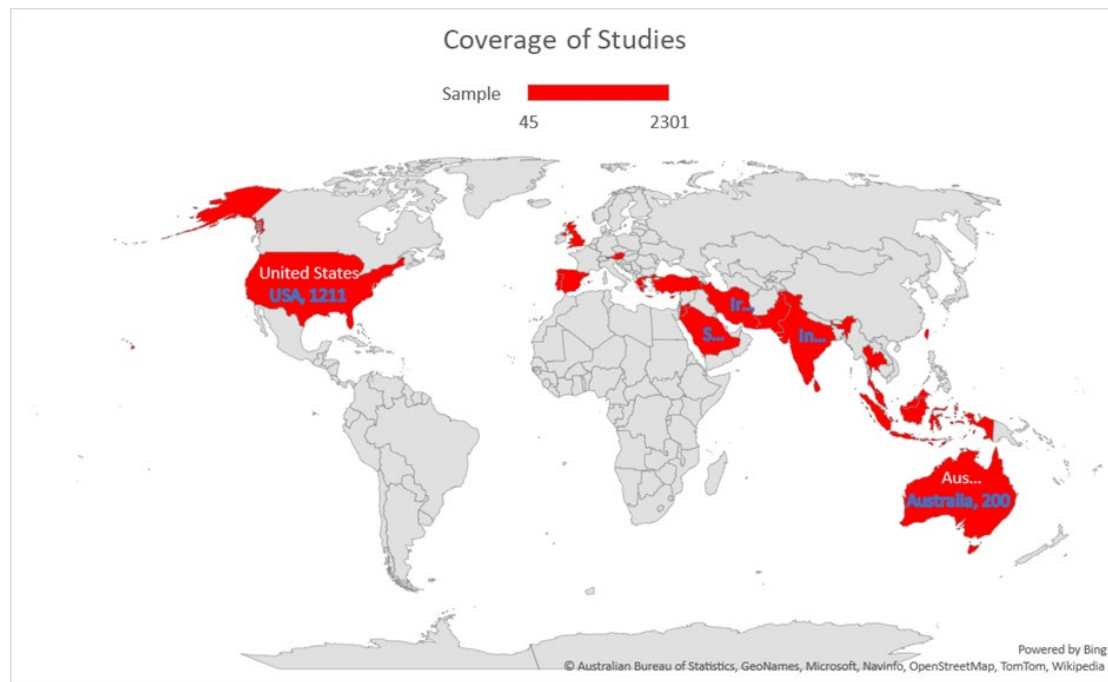 Coverage of Studies
Sample
45 2301
United States
USA, 1211
Ir...
S...
In...
Aus...
Australia, 200
Powered by Bing
© Australian Bureau of Statistics, GeoNames, Microsoft, Navinfo, OpenStreetMap, TomTom, Wikipedia